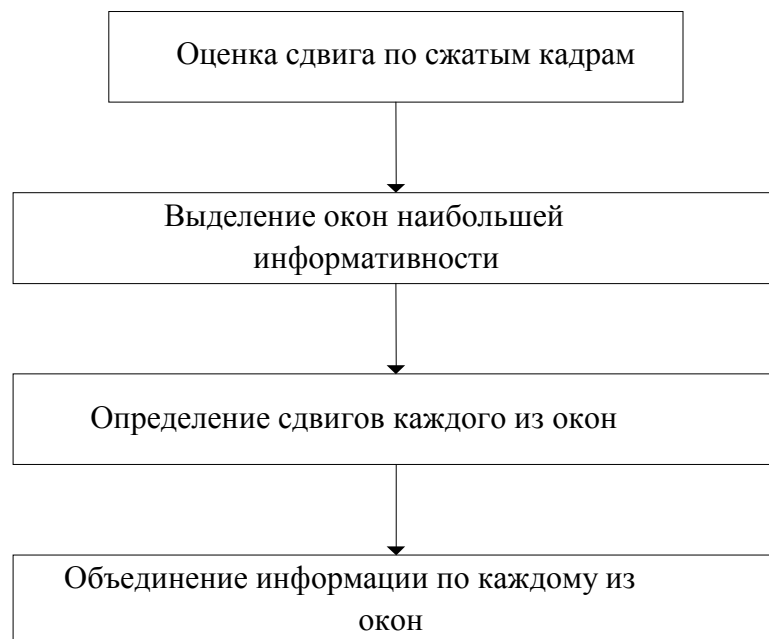 Оценка сдвига по сжатым кадрам
Выделение окон наибольшей
информативности
Определение сдвигов каждого из окон
Объединение информации по каждому из
окон